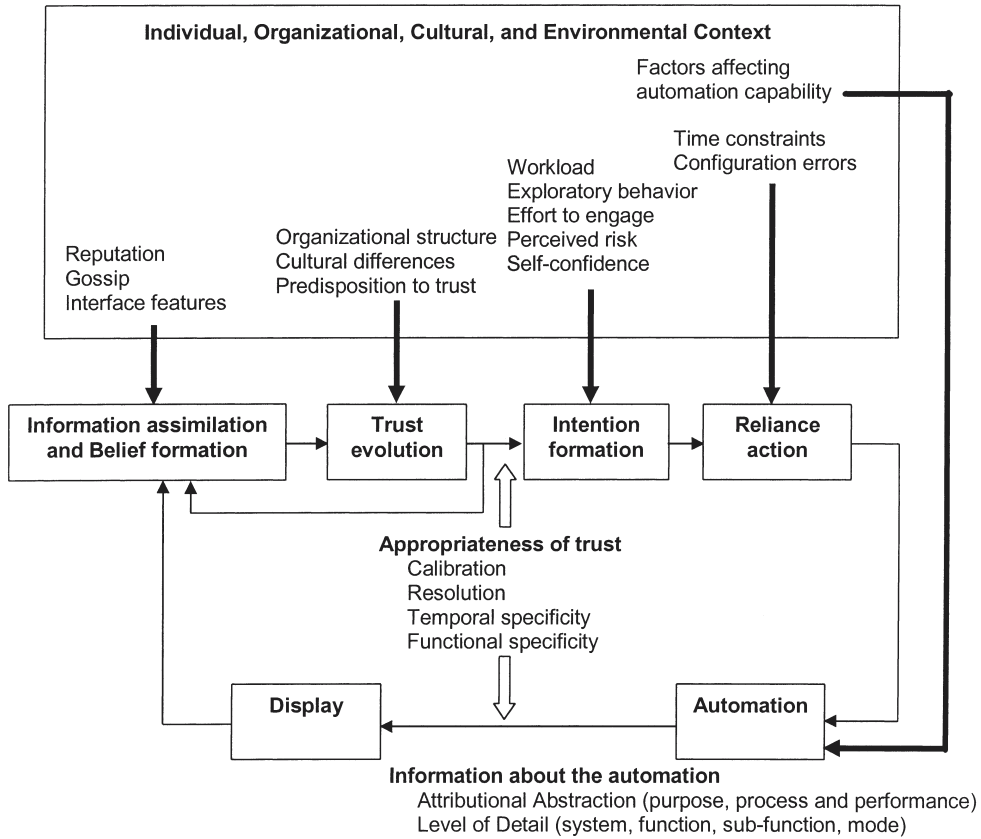 Individual, Organizational, Cultural, and Environmental Context
Factors affecting
automation capability
Time constraints
Configuration errors
Workload
Exploratory behavior
Effort to engage
Perceived risk
Self-confidence
Organizational structure
Cultural differences
Predisposition to trust
Reputation
Gossip
Interface features
Information assimilation
and Belief formation
Trust
evolution
Intention
formation
Reliance
action
Appropriateness of trust
Calibration
Resolution
Temporal specificity
Functional specificity
Display
Automation
Information about the automation
Attributional Abstraction (purpose, process and performance)
Level of Detail (system, function, sub-function, mode)